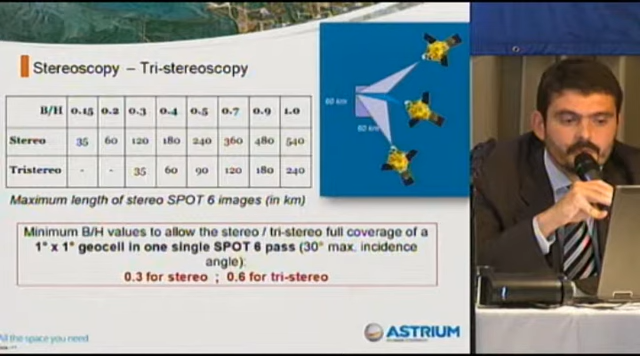 Stereoscopy – Tri-stereoscopy
B/H 0.15 0.2 0.3 0.4 0.5 0.7 0.9 1.0
Stereo 35 60 120 180 240 360 480 540
Tristereo - - 35 60 90 120 180 240
Maximum length of stereo SPOT 6 images (in km)
60 km
60 km
Minimum B/H values to allow the stereo / tri-stereo full coverage of a
1° x 1° geocell in one single SPOT 6 pass (30° max. incidence
angle):
0.3 for stereo ; 0.6 for tri-stereo
All the space you need
ASTRIUM